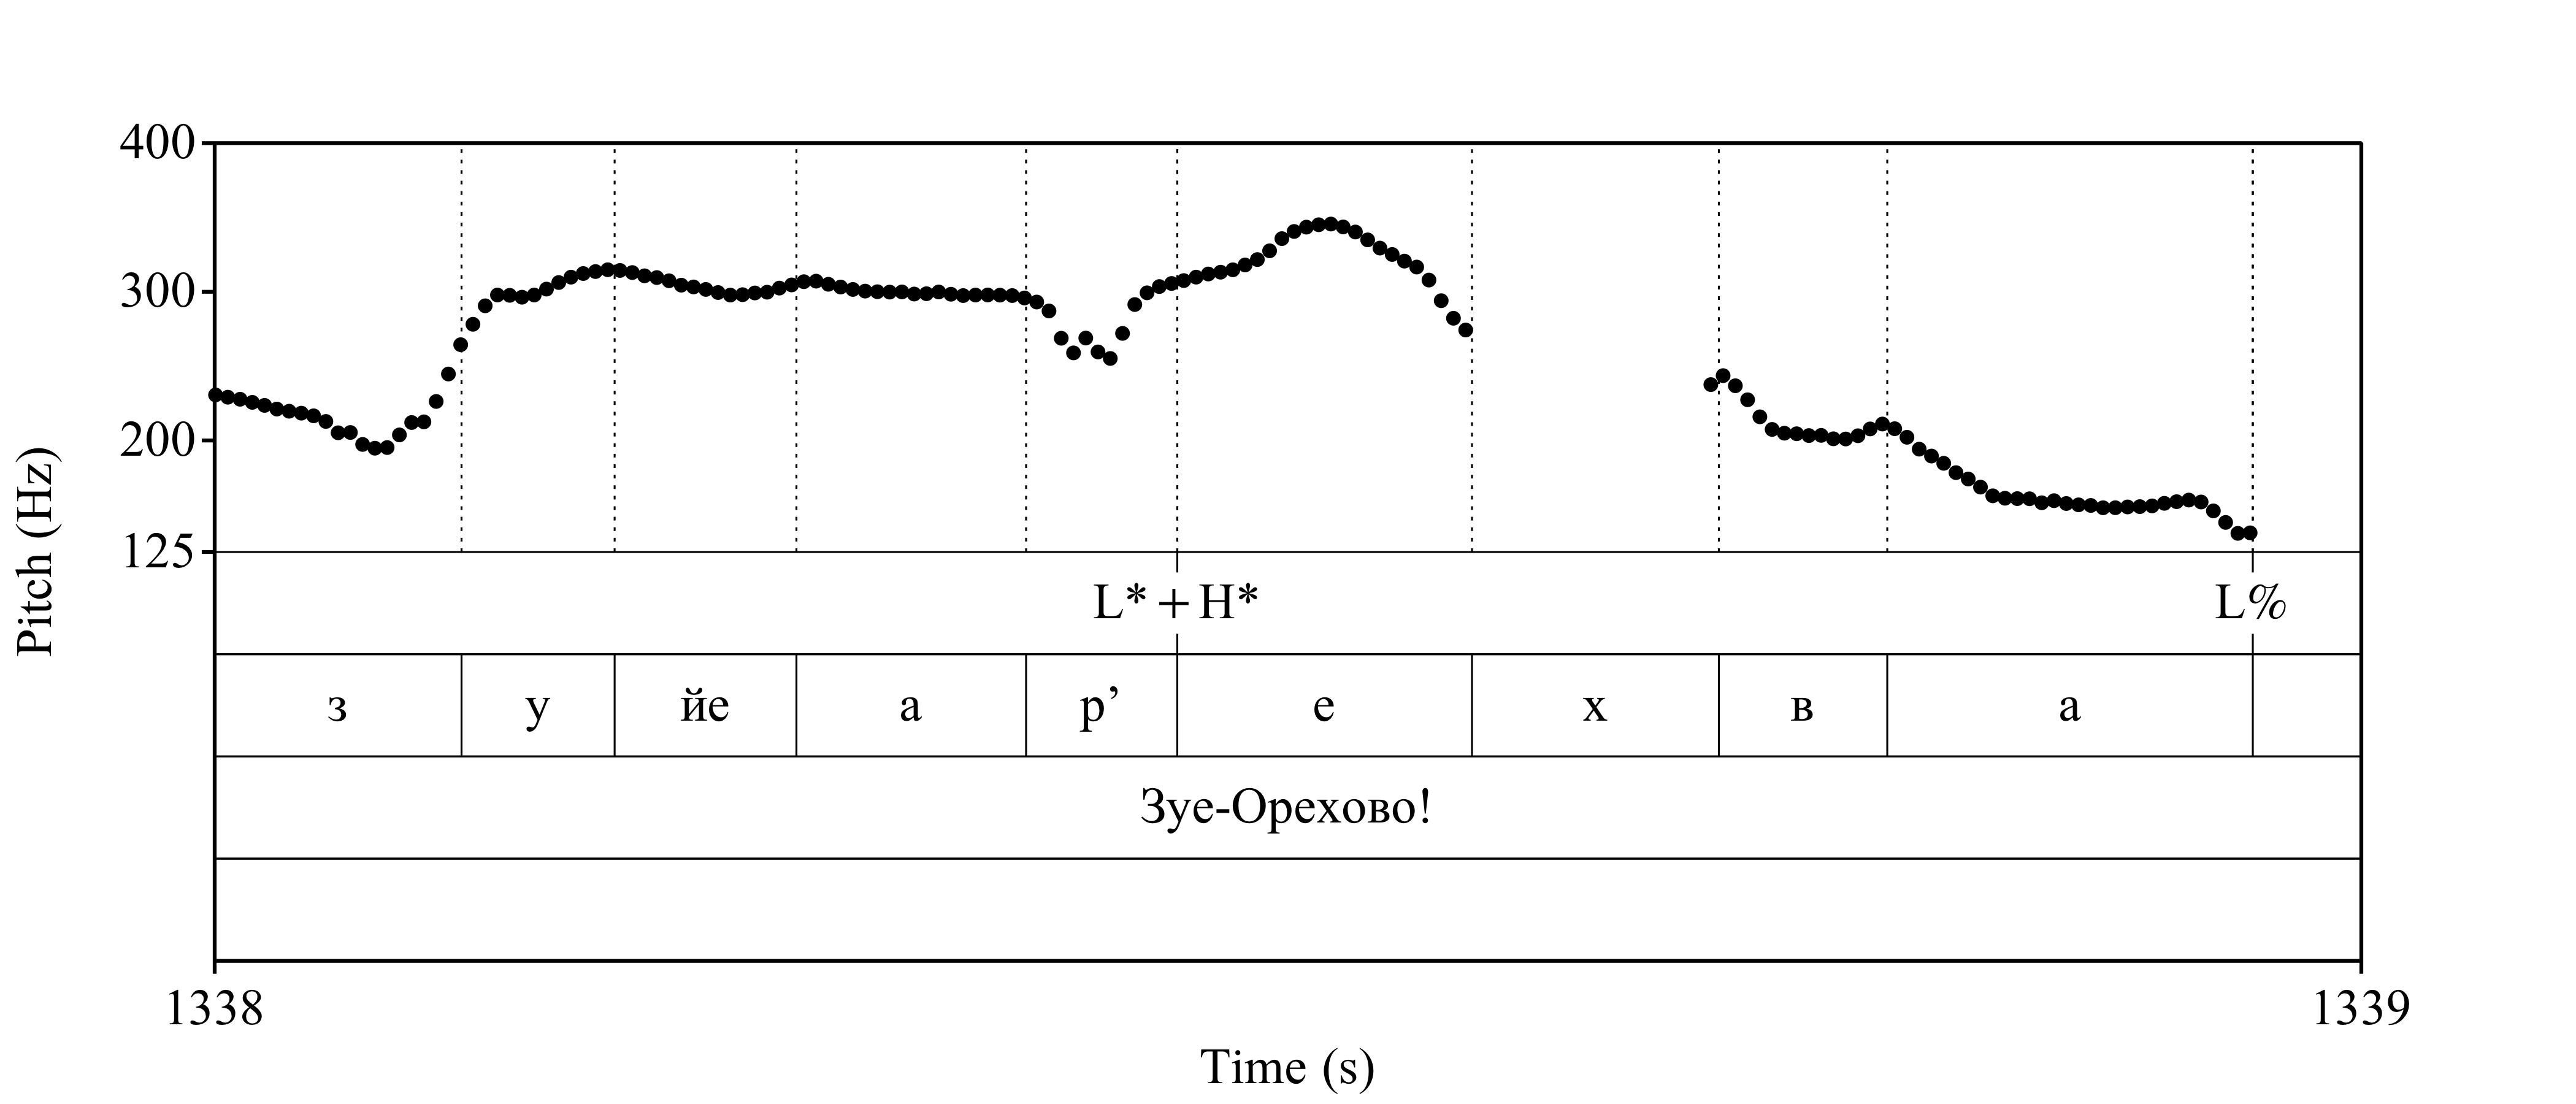 400
300
200
125
Pitch (Hz)
L* + H* L%
з у йе а р’ е х в а
Зуе-Орехово!
1338 1339
Time (s)